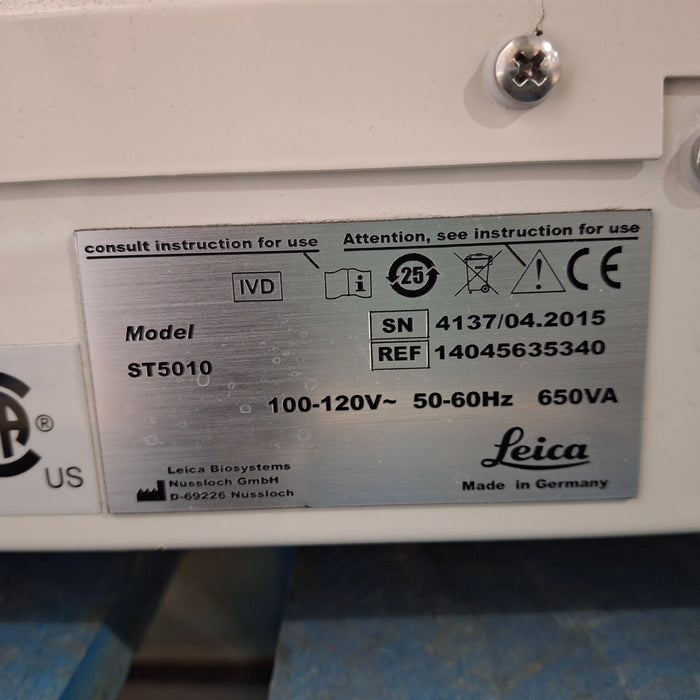 consult instruction for use
Attention, see instruction for use
IVD
i
25
CE
Model
ST5010
SN 4137/04.2015
REF 14045635340
100-120V~ 50-60Hz 650VA
Leica
Made in Germany
Leica Biosystems
Nussloch GmbH
D-69226 Nussloch
®
US